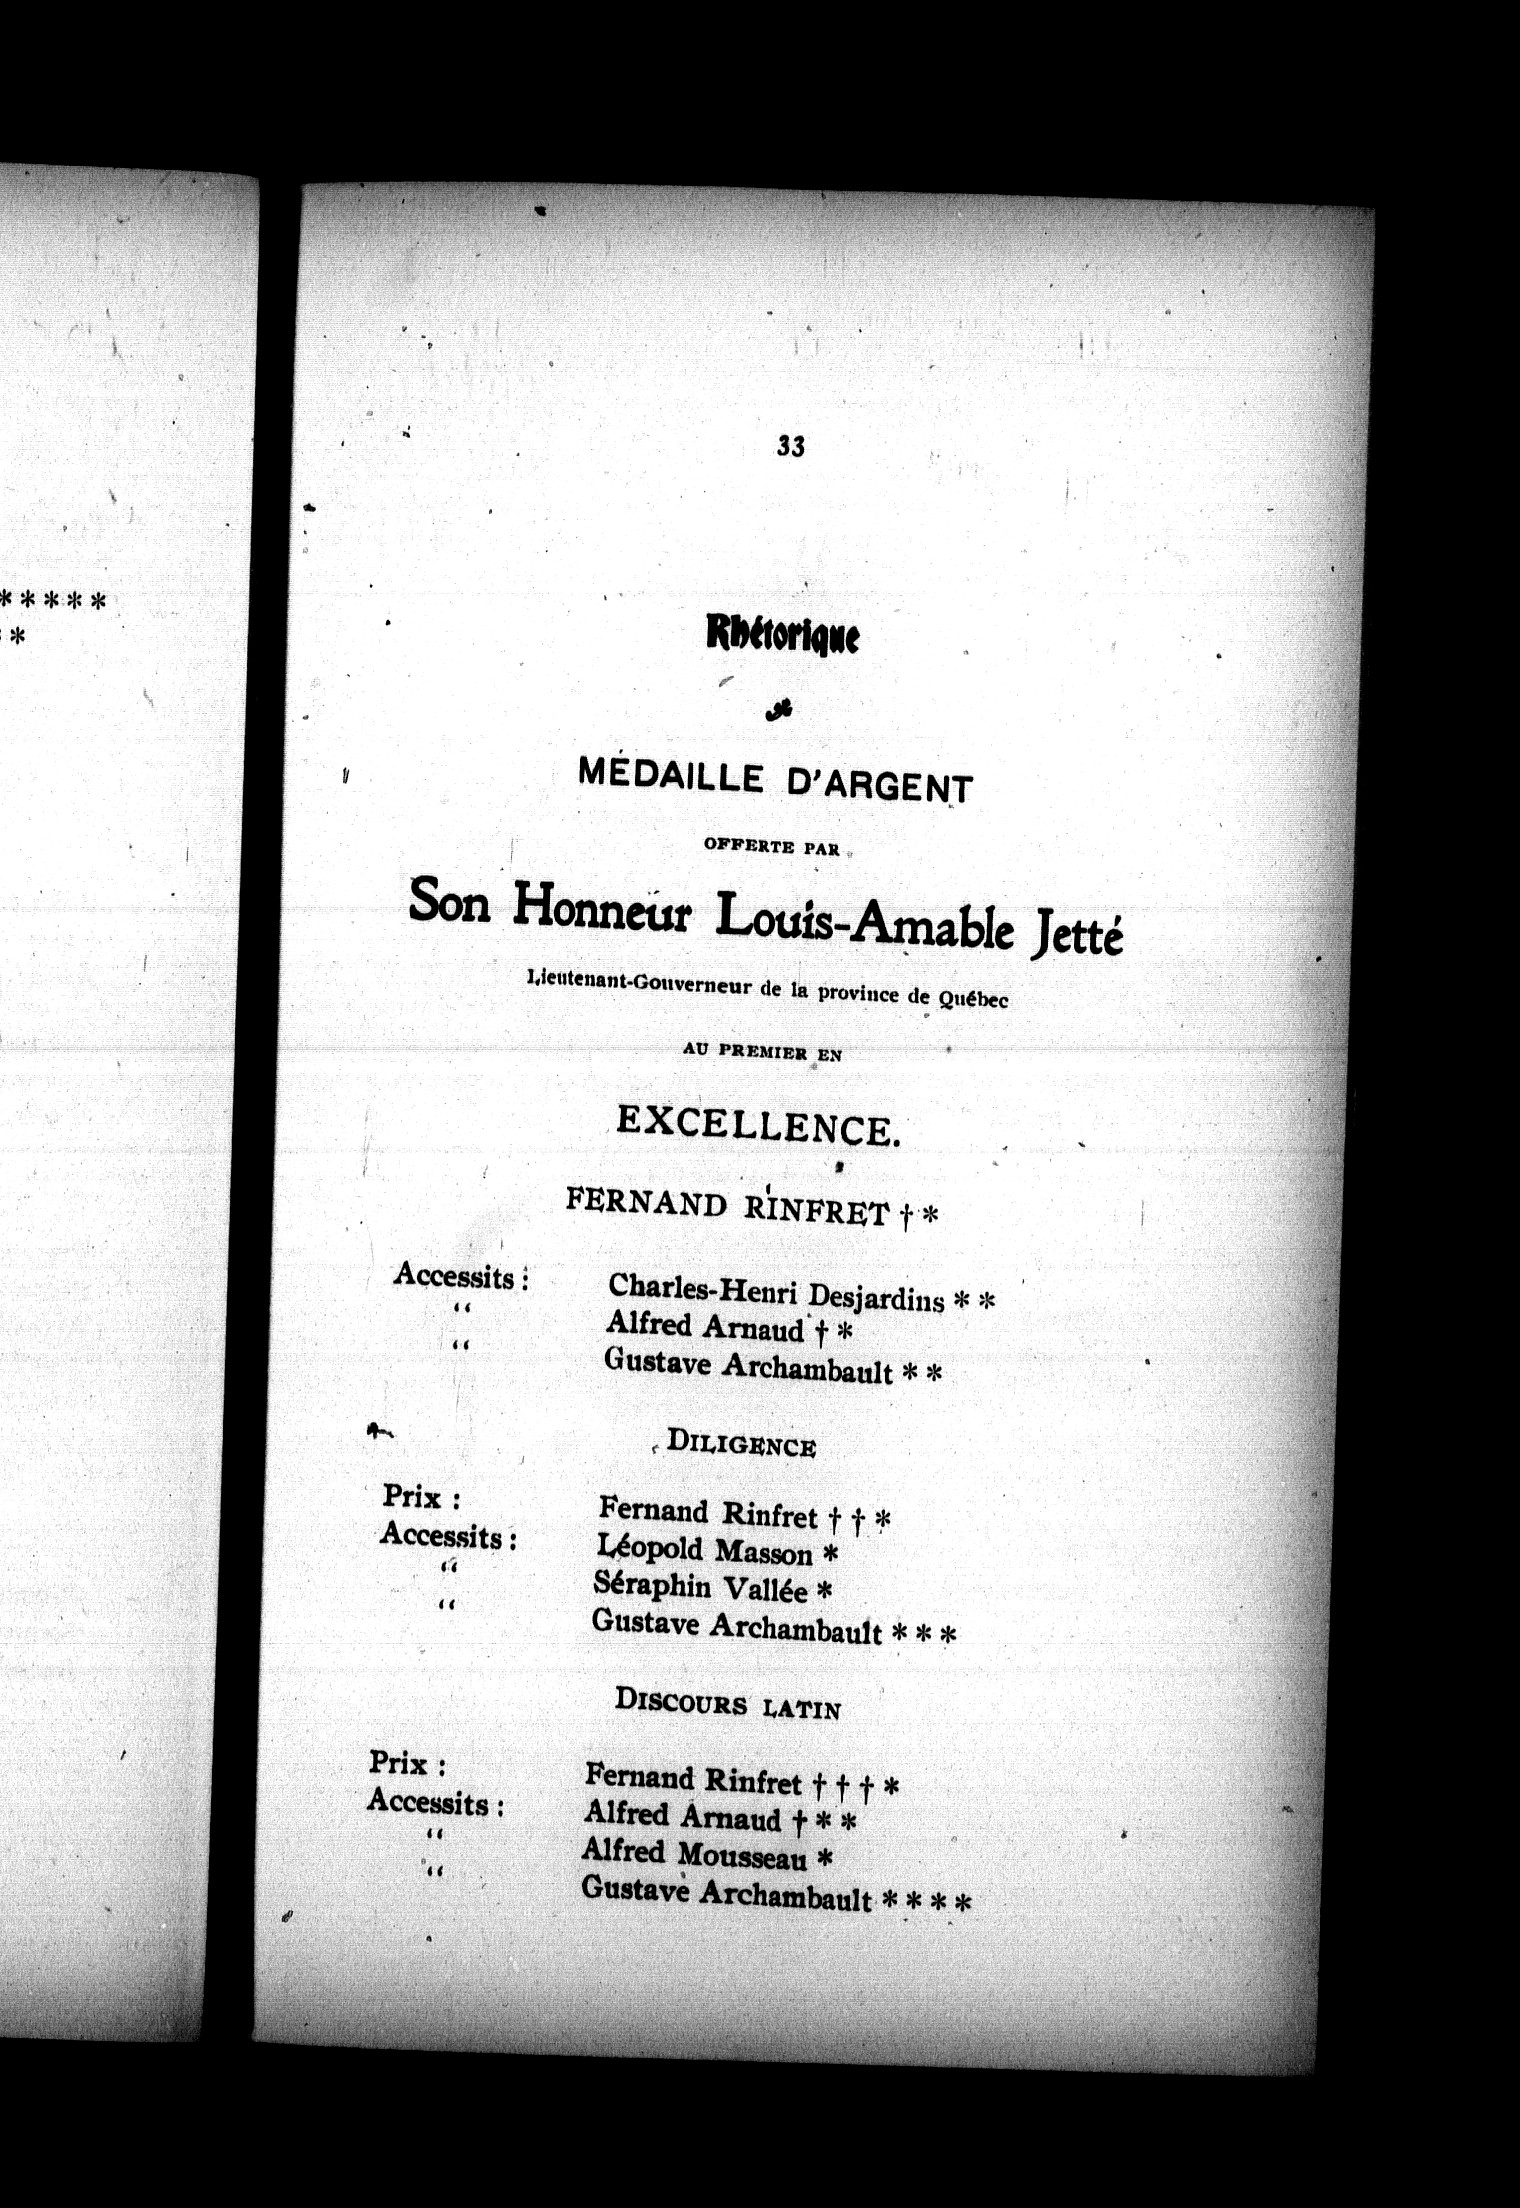 * * * * *
*
33
Rhétorique
MÉDAILLE D'ARGENT
OFFERTE PAR
Son Honneur Louis-Amable Jetté
Lieutenant-Gouverneur de la province de Québec
AU PREMIER EN
EXCELLENCE.
FERNAND RINFRET † *
Accessits : Charles-Henri Desjardins * *
“ Alfred Arnaud † *
“ Gustave Archambault * *
DILIGENCE
Prix : Fernand Rinfret † † *
Accessits : Léopold Masson *
“ Séraphin Vallée *
“ Gustave Archambault * * *
DISCOURS LATIN
Prix : Fernand Rinfret † † † *
Accessits : Alfred Arnaud † * *
“ Alfred Mousseau *
“ Gustave Archambault * * * *